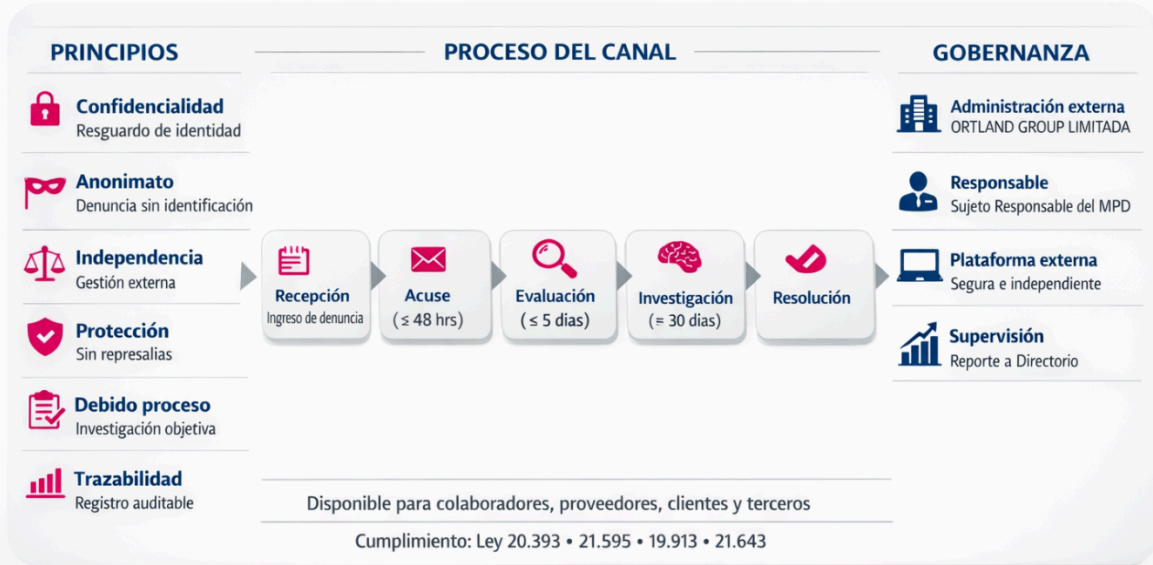 PRINCIPIOS
Confidencialidad
Resguardo de identidad
Anonimato
Denuncia sin identificación
Independencia
Gestión externa
Protección
Sin represalias
Debido proceso
Investigación objetiva
Trazabilidad
Registro auditable
PROCESO DEL CANAL
Recepción
Ingreso de denuncia
Acuse
(≤ 48 hrs)
Evaluación
(≤ 5 dias)
Investigación
(= 30 dias)
Resolución
Disponible para colaboradores, proveedores, clientes y terceros
Cumplimiento: Ley 20.393 • 21.595 • 19.913 • 21.643
GOBERNANZA
Administración externa
ORTLAND GROUP LIMITADA
Responsable
Sujeto Responsable del MPD
Plataforma externa
Segura e independiente
Supervisión
Reporte a Directorio